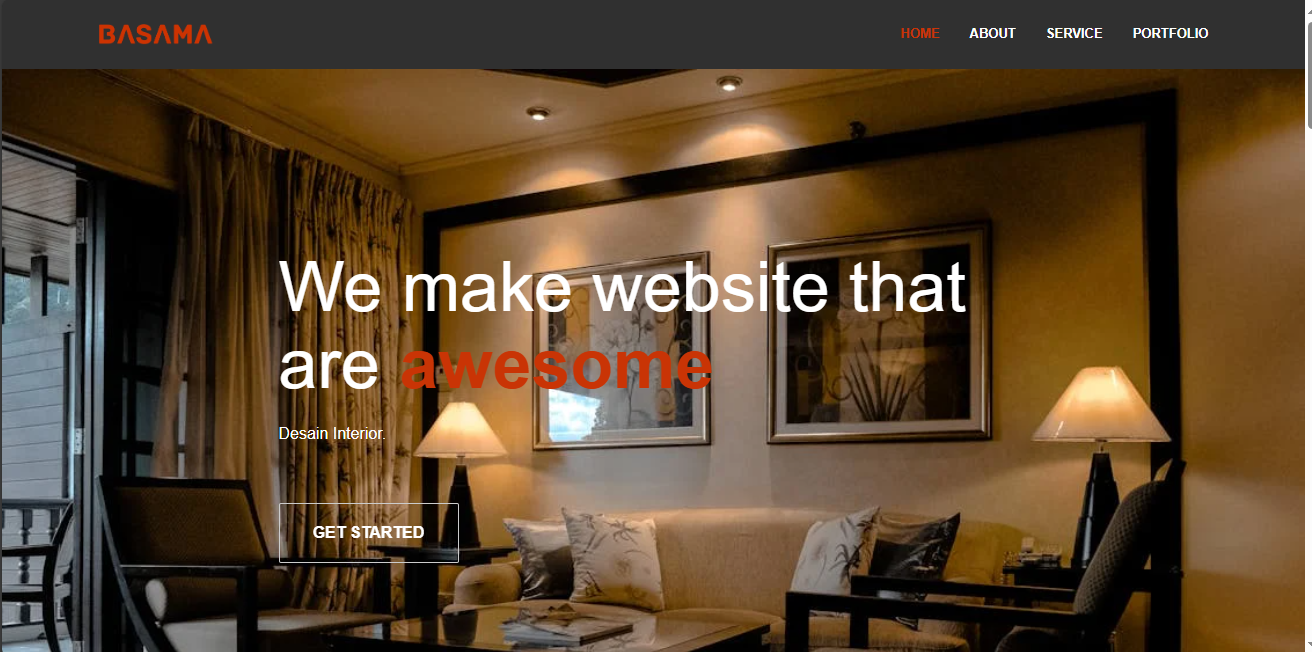 BASAMA
HOME ABOUT SERVICE PORTFOLIO
We make website that
are awesome
Desain Interior.
GET STARTED